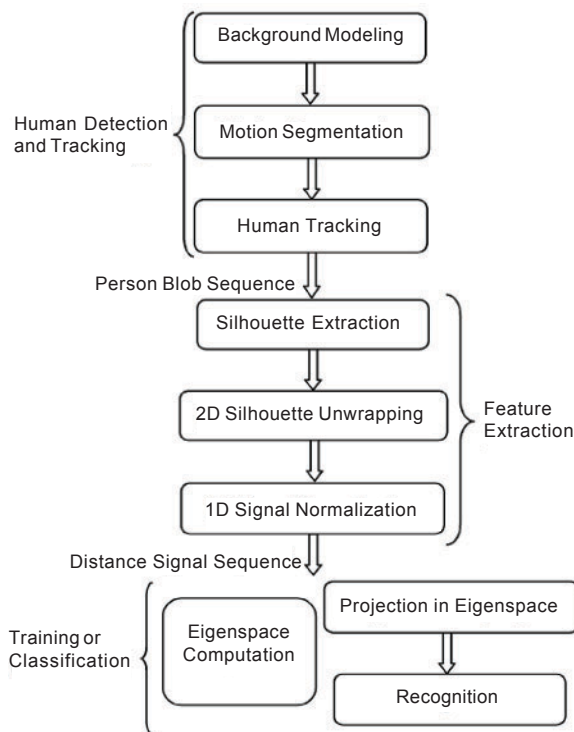 Background Modeling
Human Detection
and Tracking
Motion Segmentation
Human Tracking
Person Blob Sequence
Silhouette Extraction
2D Silhouette Unwrapping
Feature
Extraction
1D Signal Normalization
Distance Signal Sequence
Training or
Classification
Eigenspace
Computation
Projection in Eigenspace
Recognition